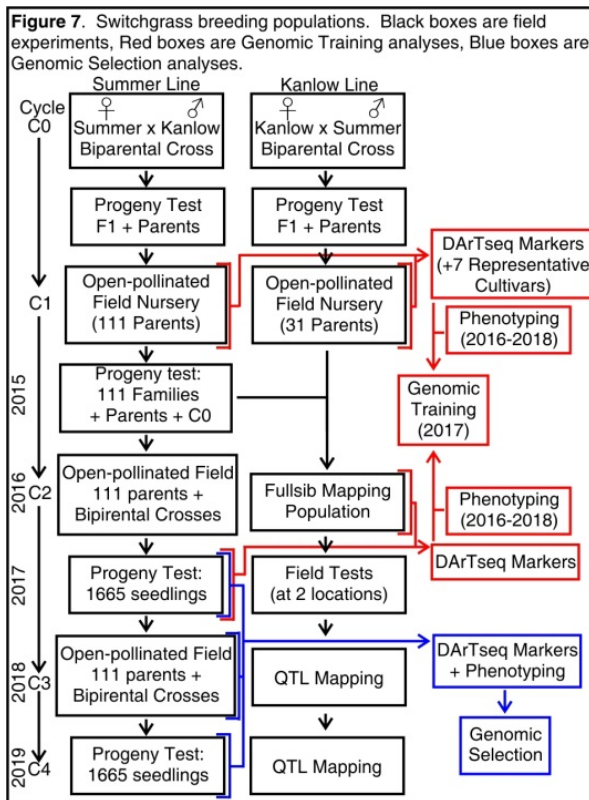 Figure 7. Switchgrass breeding populations. Black boxes are field
experiments, Red boxes are Genomic Training analyses, Blue boxes are
Genomic Selection analyses.
Summer Line
Kanlow Line
Cycle
C0
♀ ♂
Summer x Kanlow
Biparental Cross
♀ ♂
Kanlow x Summer
Biparental Cross
Progeny Test
F1 + Parents
Progeny Test
F1 + Parents
DArTseq Markers
(+7 Representative
Cultivars)
C1
Open-pollinated
Field Nursery
(111 Parents)
Open-pollinated
Field Nursery
(31 Parents)
Phenotyping
(2016-2018)
2015
Progeny test:
111 Families
+ Parents + C0
Genomic
Training
(2017)
2016
C2
Open-pollinated Field
111 parents +
Bipirental Crosses
Fullsib Mapping
Population
Phenotyping
(2016-2018)
2017
Progeny Test:
1665 seedlings
Field Tests
(at 2 locations)
DArTseq Markers
2018
C3
Open-pollinated Field
111 parents +
Bipirental Crosses
QTL Mapping
DArTseq Markers
+ Phenotyping
2019
C4
Progeny Test:
1665 seedlings
QTL Mapping
Genomic
Selection